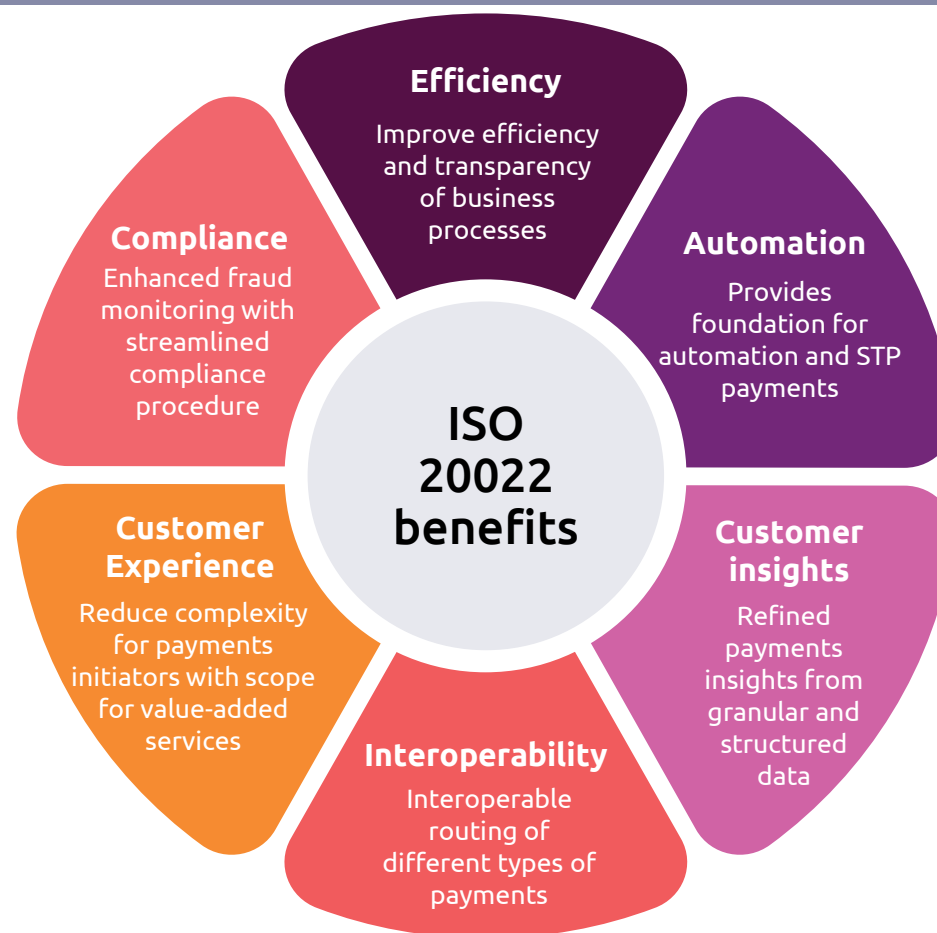 Efficiency
Improve efficiency
and transparency
of business
processes
Automation
Provides
foundation for
automation and STP
payments
Customer
insights
Refined
payments
insights from
granular and
structured
data
Interoperability
Interoperable
routing of
different types of
payments
Customer
Experience
Reduce complexity
for payments
initiators with scope
for value-added
services
Compliance
Enhanced fraud
monitoring with
streamlined
compliance
procedure
ISO
20022
benefits